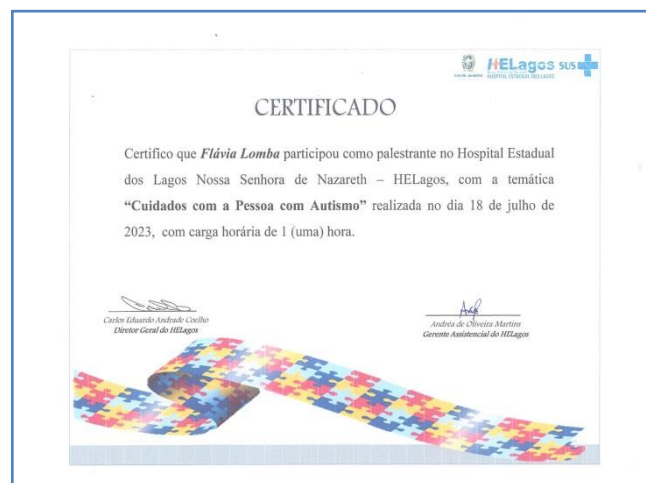 HELagos SUS
HOSPITAL ESTADUAL DOS LAGOS
CERTIFICADO
Certifico que Flávia Lomba participou como palestrante no Hospital Estadual
dos Lagos Nossa Senhora de Nazareth – HELagos, com a temática
“Cuidados com a Pessoa com Autismo” realizada no dia 18 de julho de
2023, com carga horária de 1 (uma) hora.
Carlos Eduardo Andrade Coelho
Diretor Geral do HELagos
Andréa de Oliveira Martins
Gerente Assistencial do HELagos